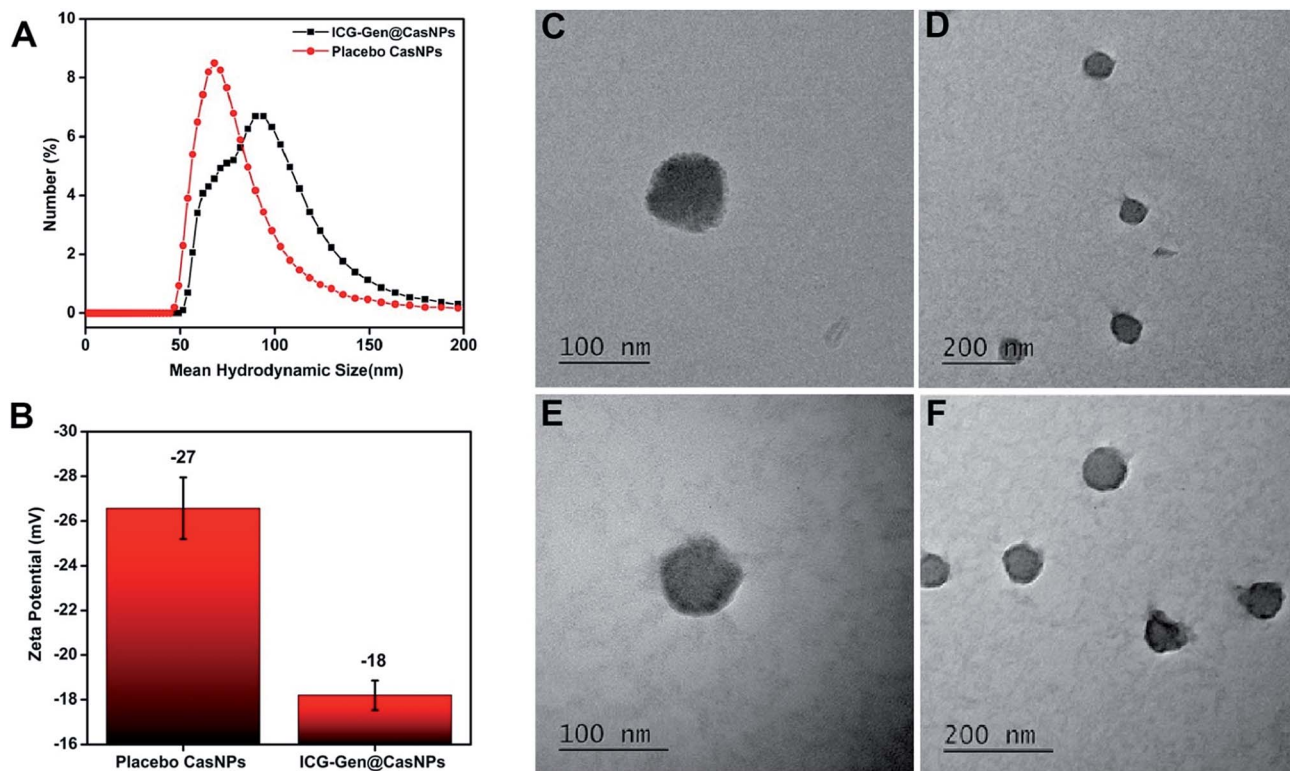 A
ICG-Gen@CasNPs
Placebo CasNPs
10
8
6
4
2
0
Number (%)
0 50 100 150 200
Mean Hydrodynamic Size(nm)
B
-30
-28
-26
-24
-22
-20
-18
-16
Zeta Potential (mV)
-27
-18
Placebo CasNPs ICG-Gen@CasNPs
C
100 nm
D
200 nm
E
100 nm
F
200 nm